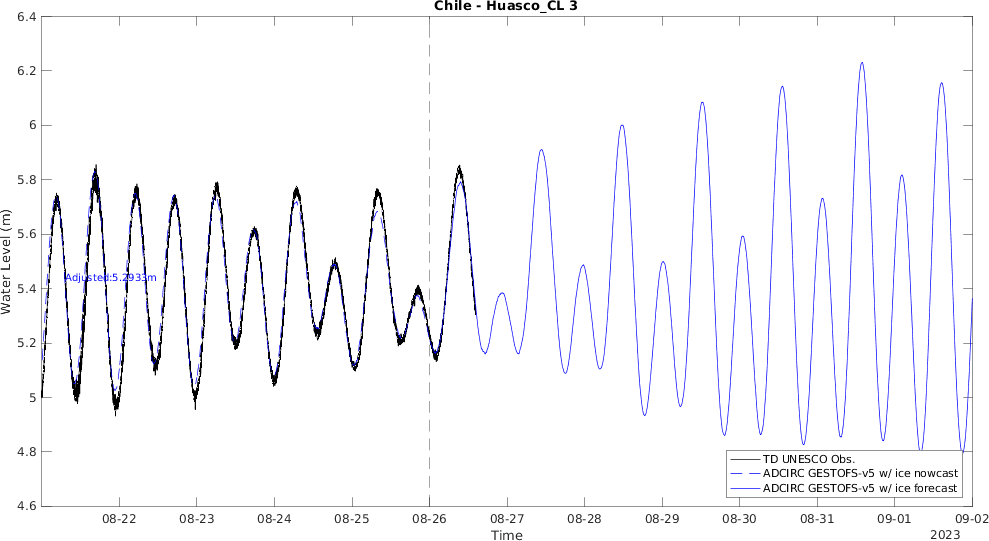 Chile - Huasco_CL 3
6.4
6.2
6
5.8
5.6
5.4
5.2
5
4.8
4.6
Water Level (m)
Adjusted:5.2933m
TD UNESCO Obs.
ADCIRC GESTOFS-v5 w/ ice nowcast
ADCIRC GESTOFS-v5 w/ ice forecast
08-22 08-23 08-24 08-25 08-26 08-27 08-28 08-29 08-30 08-31 09-01 09-02
Time
2023